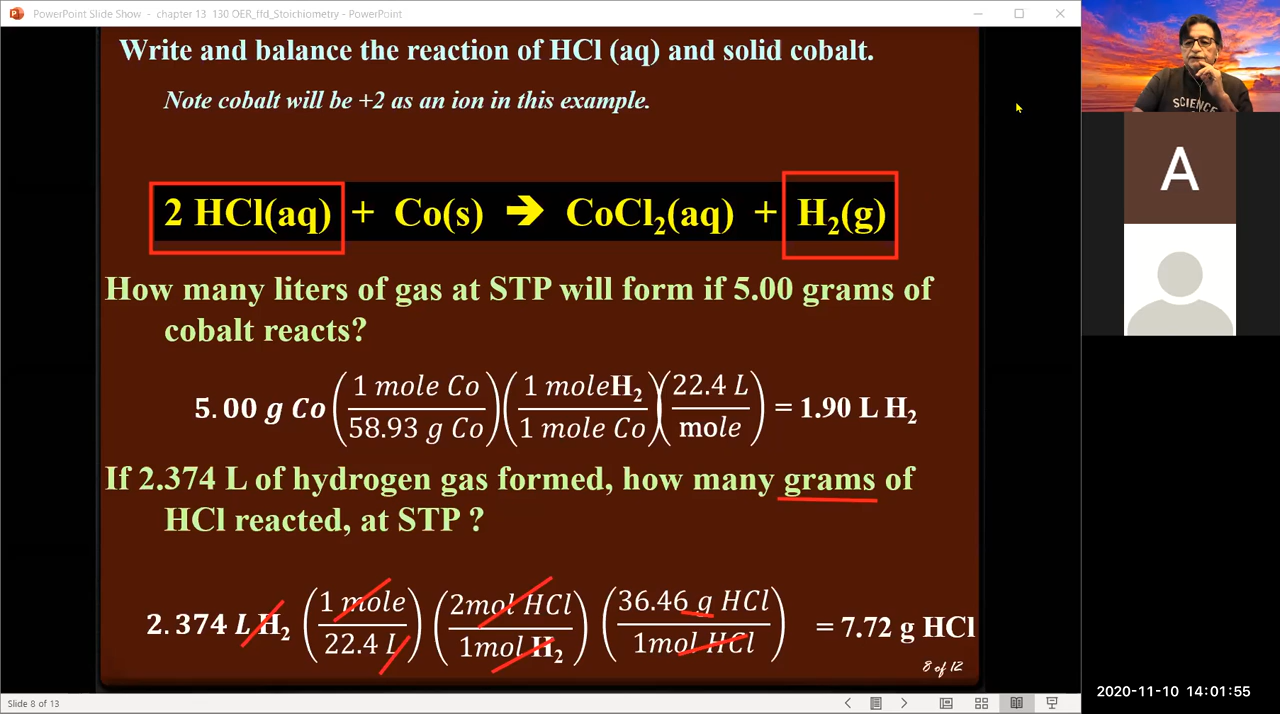 PowerPoint Slide Show - chapter 13 130 OER_ffd_Stoichiometry - PowerPoint
Write and balance the reaction of HCl (aq) and solid cobalt.
Note cobalt will be +2 as an ion in this example.
2 HCl(aq) + Co(s) ➔ CoCl₂(aq) + H₂(g)
How many liters of gas at STP will form if 5.00 grams of
cobalt reacts?
5.00 g Co (1 mole Co / 58.93 g Co)(1 moleH₂ / 1 mole Co)(22.4 L / mole) = 1.90 L H₂
If 2.374 L of hydrogen gas formed, how many grams of
HCl reacted, at STP ?
2.374 L H₂ (1 mole / 22.4 L) (2mol HCl / 1mol H₂) (36.46 g HCl / 1mol HCl) = 7.72 g HCl
8 of 12
SCIENCE
A
Slide 8 of 13
2020-11-10 14:01:55